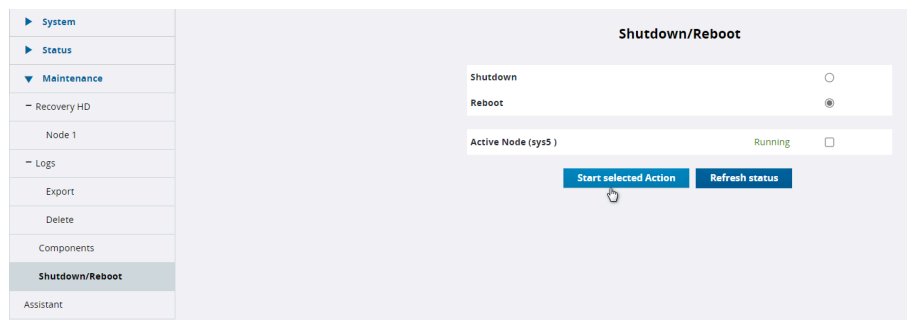 System
Status
Maintenance
Recovery HD
Node 1
Logs
Export
Delete
Components
Shutdown/Reboot
Assistant
Shutdown/Reboot
Shutdown
Reboot
Active Node (sys5 ) Running
Start selected Action Refresh status